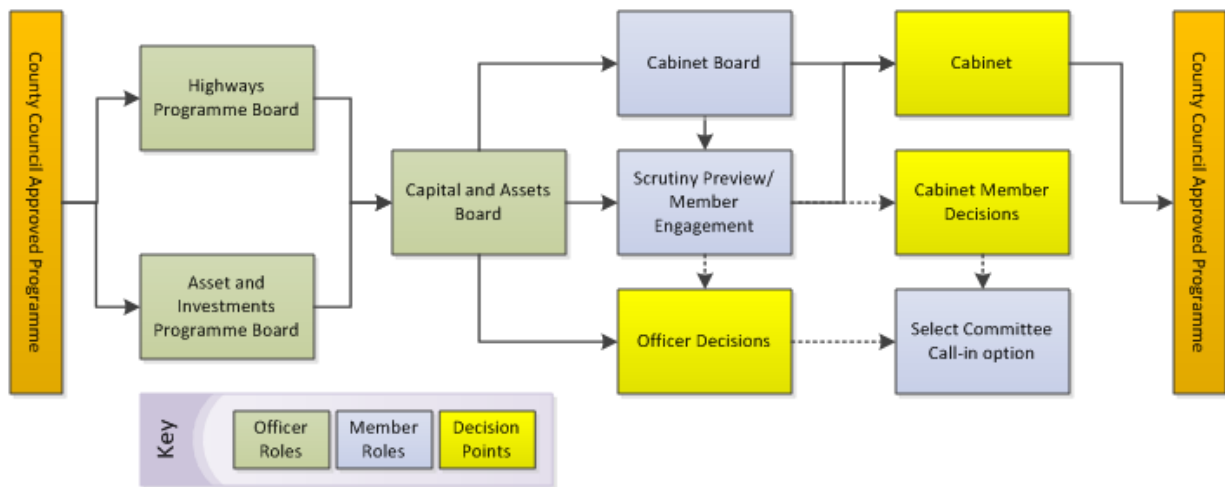 County Council Approved Programme
Highways
Programme Board
Asset and
Investments
Programme Board
Capital and Assets
Board
Cabinet Board
Scrutiny Preview/
Member
Engagement
Officer Decisions
Cabinet
Cabinet Member
Decisions
Select Committee
Call-in option
County Council Approved Programme
Key
Officer
Roles
Member
Roles
Decision
Points